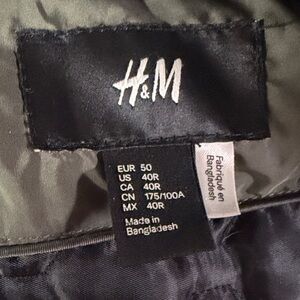 H&M
EUR 50
US 40R
CA 40R
CN 175/100A
MX 40R
Made in
Bangladesh
Fabriqué en
Bangladesh